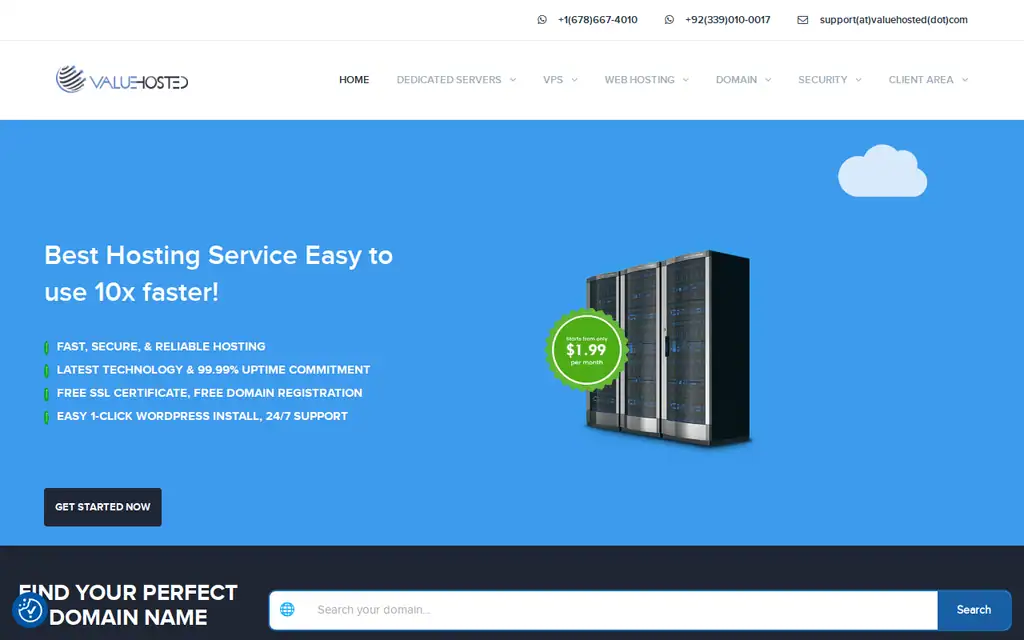 +1(678)667-4010
+92(339)010-0017
support(at)valuehosted(dot)com
VALUEHOSTED
HOME
DEDICATED SERVERS
VPS
WEB HOSTING
DOMAIN
SECURITY
CLIENT AREA
Best Hosting Service Easy to
use 10x faster!
FAST, SECURE, & RELIABLE HOSTING
LATEST TECHNOLOGY & 99.99% UPTIME COMMITMENT
FREE SSL CERTIFICATE, FREE DOMAIN REGISTRATION
EASY 1-CLICK WORDPRESS INSTALL, 24/7 SUPPORT
Starts from easy
$1.99
per month
GET STARTED NOW
FIND YOUR PERFECT
DOMAIN NAME
Search your domain...
Search